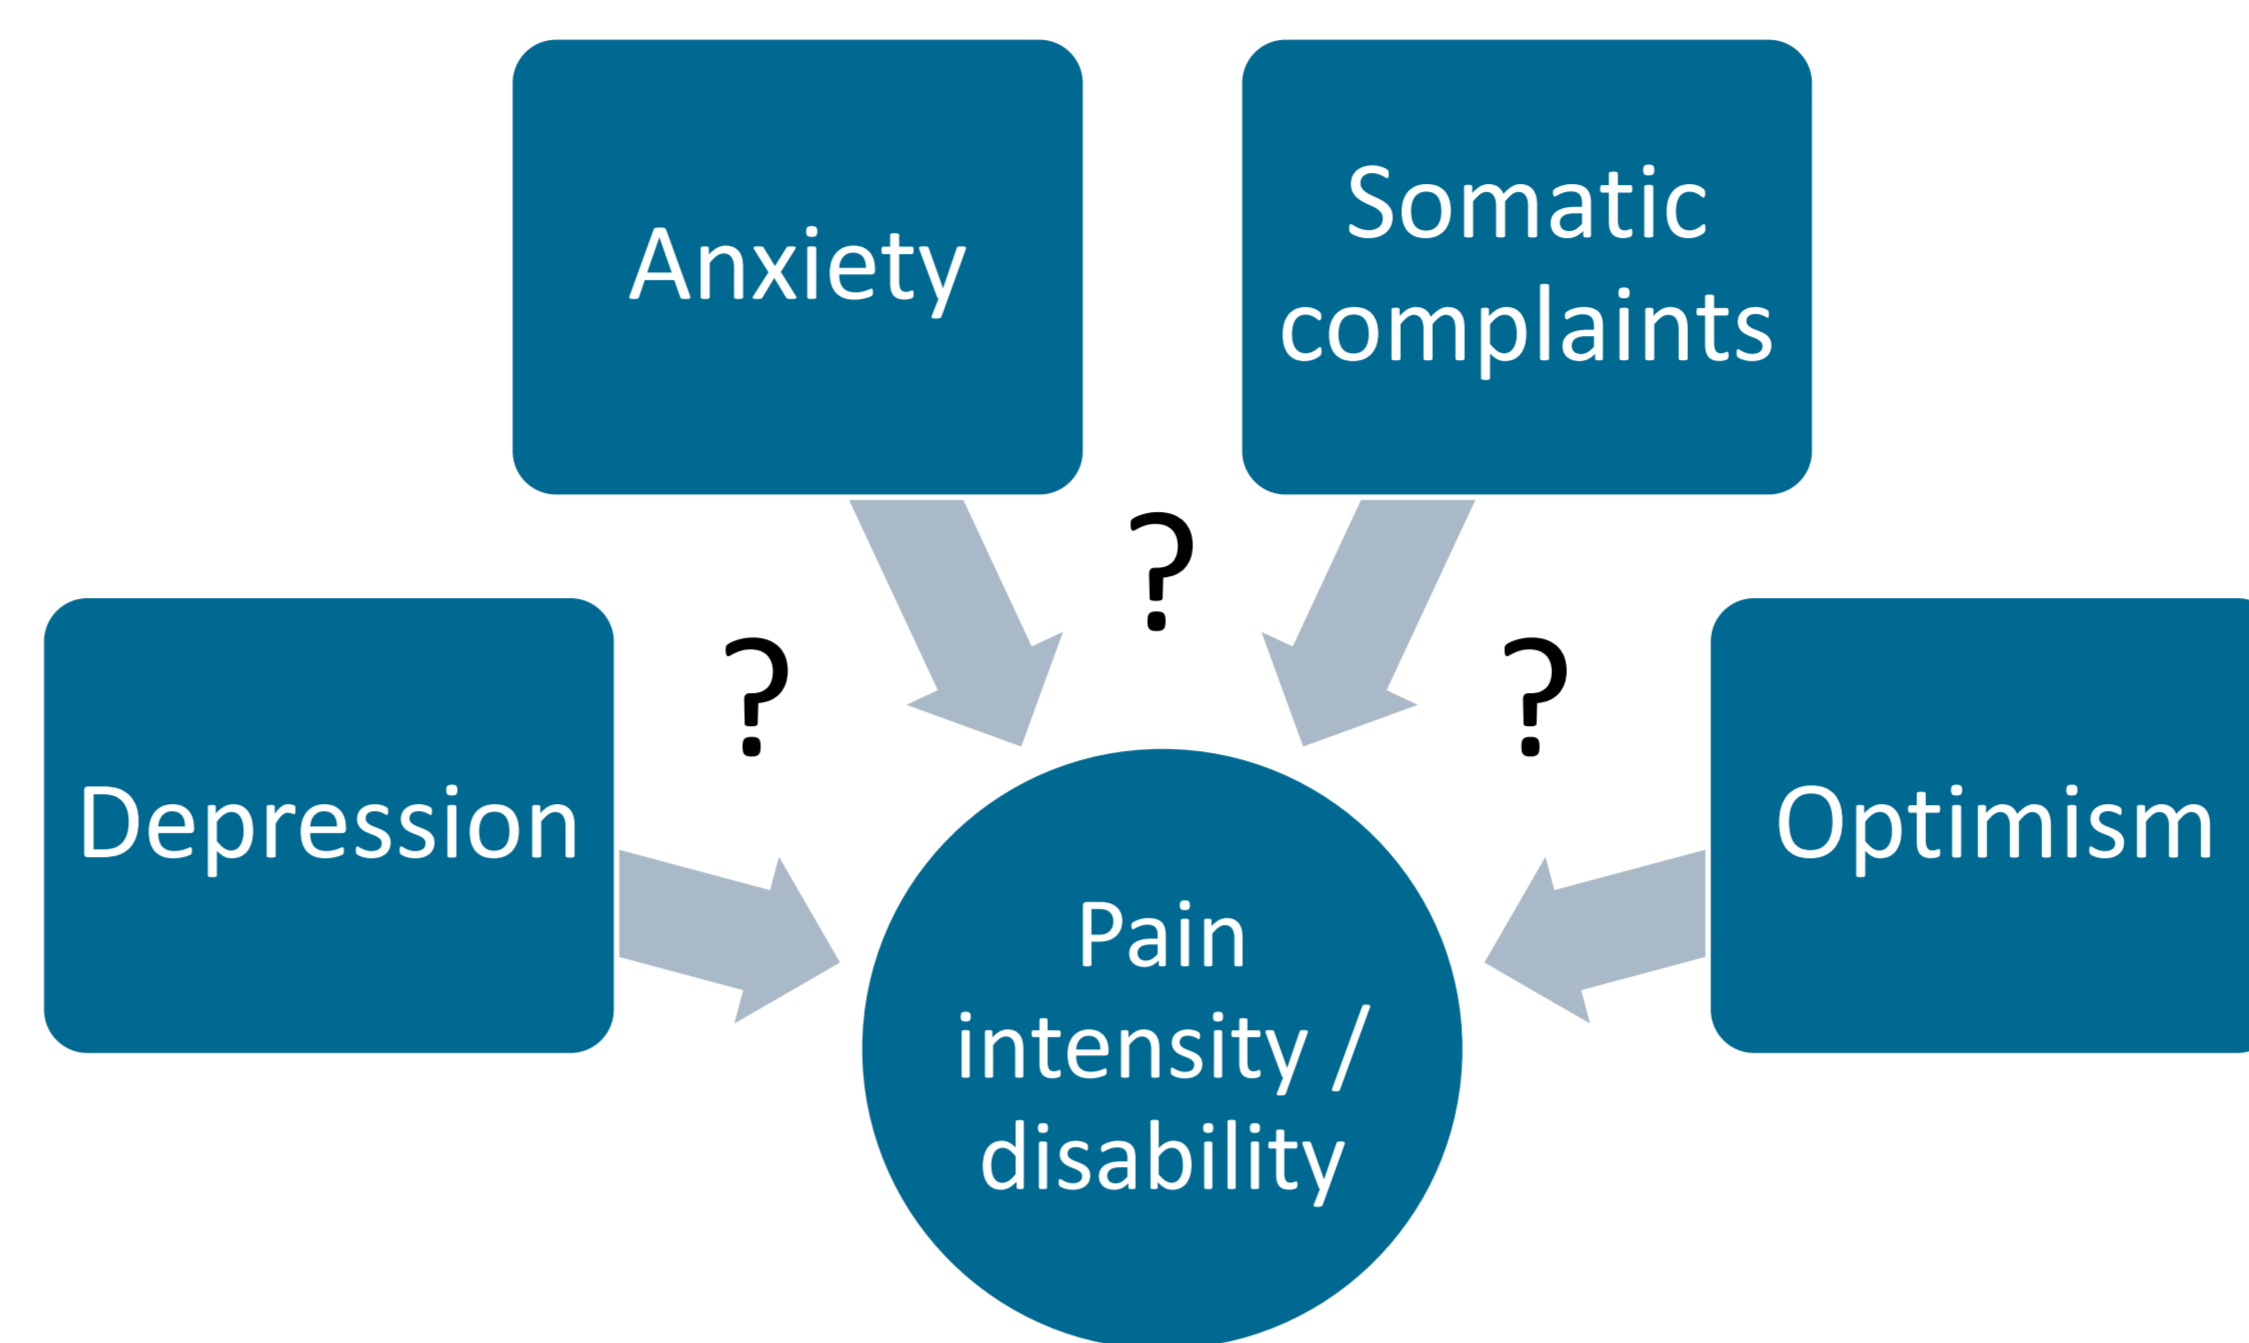 Anxiety
Somatic
complaints
?
?
?
Depression
Optimism
Pain
intensity /
disability